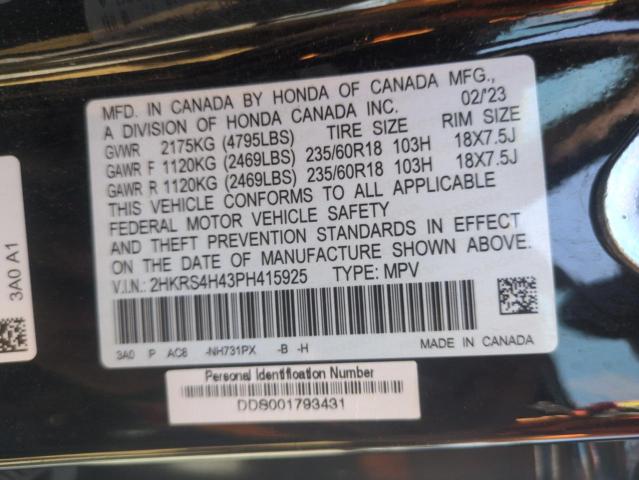 MFD. IN CANADA BY HONDA OF CANADA MFG.,
A DIVISION OF HONDA CANADA INC. 02/'23
GVWR 2175KG (4795LBS) TIRE SIZE RIM SIZE
GAWR F 1120KG (2469LBS) 235/60R18 103H 18X7.5J
GAWR R 1120KG (2469LBS) 235/60R18 103H 18X7.5J
THIS VEHICLE CONFORMS TO ALL APPLICABLE
FEDERAL MOTOR VEHICLE SAFETY
AND THEFT PREVENTION STANDARDS IN EFFECT
ON THE DATE OF MANUFACTURE SHOWN ABOVE.
V.I.N.: 2HKRS4H43PH415925 TYPE: MPV
3A0 P AC8 -NH731PX -B -H MADE IN CANADA
Personal Identification Number
DD8001793431
3A0 A1